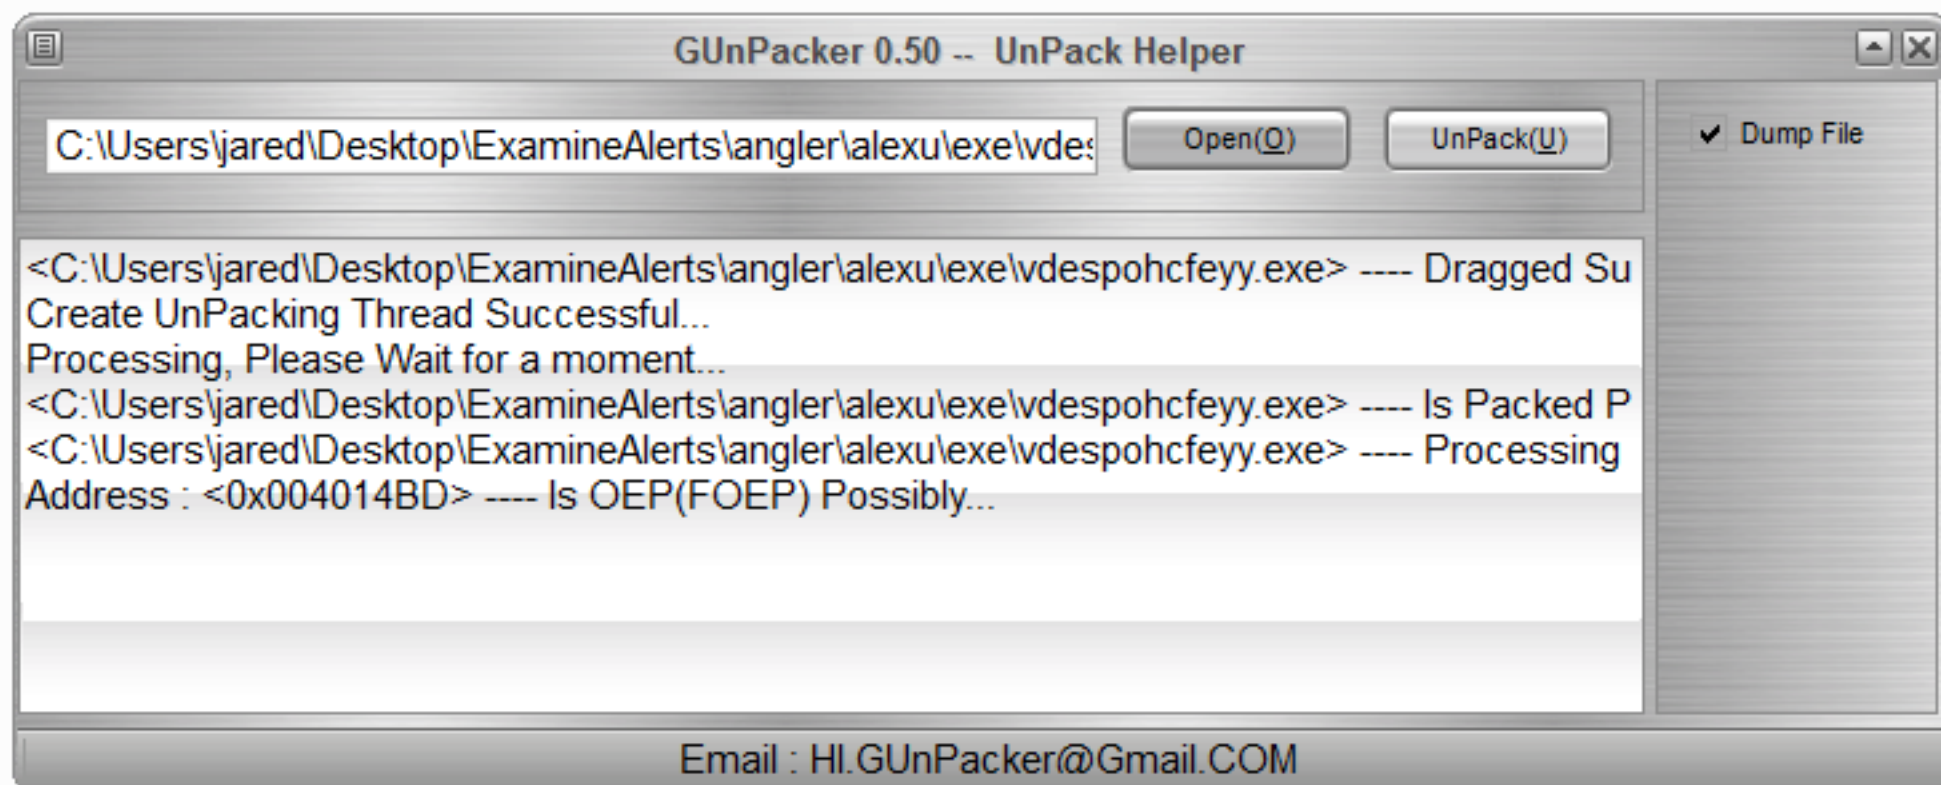 GUnPacker 0.50 -- UnPack Helper
C:\Users\jared\Desktop\ExamineAlerts\angler\alexu\exe\vdes
Open(O)
UnPack(U)
Dump File
<C:\Users\jared\Desktop\ExamineAlerts\angler\alexu\exe\vdespohcfeyy.exe> ---- Dragged Su
Create UnPacking Thread Successful...
Processing, Please Wait for a moment...
<C:\Users\jared\Desktop\ExamineAlerts\angler\alexu\exe\vdespohcfeyy.exe> ---- Is Packed P
<C:\Users\jared\Desktop\ExamineAlerts\angler\alexu\exe\vdespohcfeyy.exe> ---- Processing
Address : <0x004014BD> ---- Is OEP(FOEP) Possibly...
Email : HI.GUnPacker@Gmail.COM